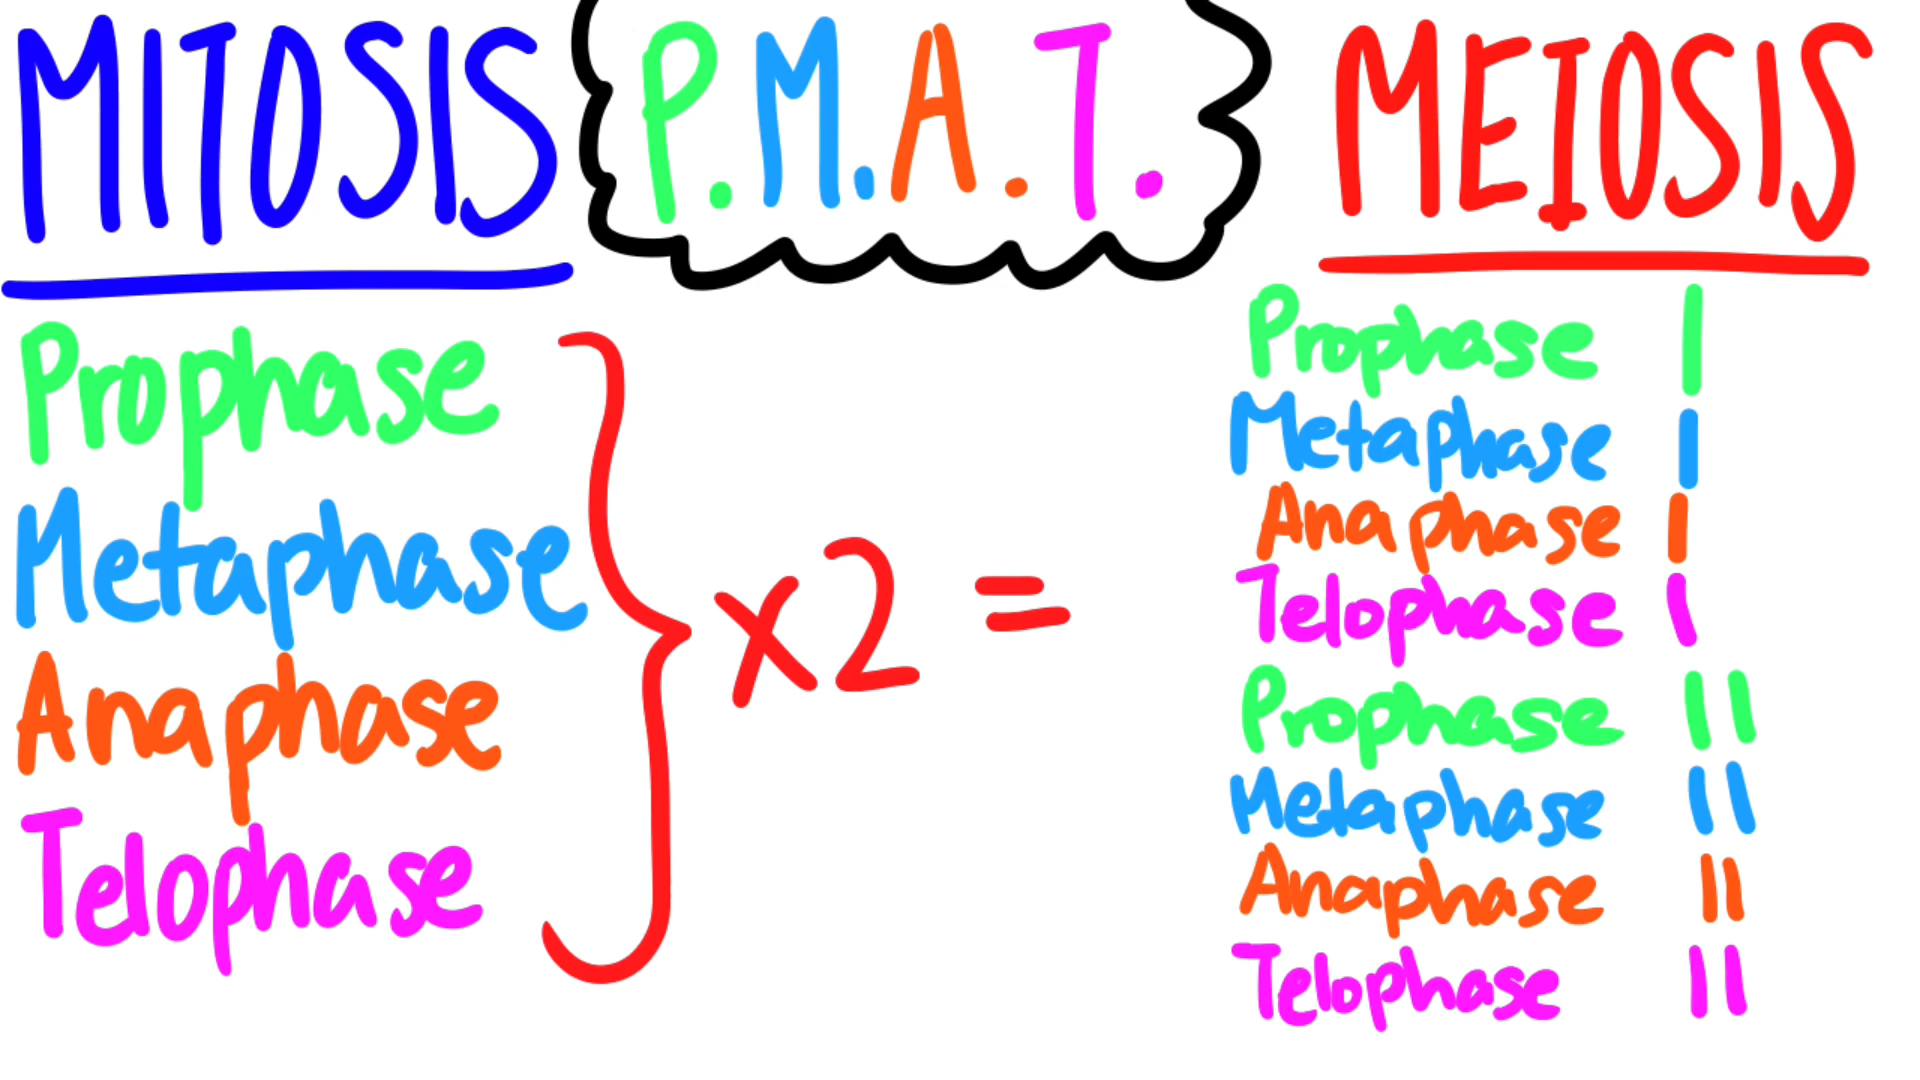 MITOSIS
P.M.A.T.
MEIOSIS
Prophase
Metaphase
Anaphase
Telophase
x2 =
Prophase I
Metaphase I
Anaphase I
Telophase I
Prophase II
Metaphase II
Anaphase II
Telophase II